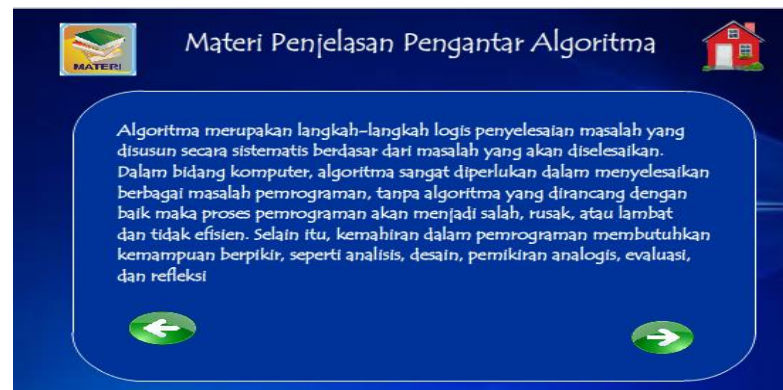 MATERI
Materi Penjelasan Pengantar Algoritma
Algoritma merupakan langkah-langkah logis penyelesaian masalah yang
disusun secara sistematis berdasar dari masalah yang akan diselesaikan.
Dalam bidang komputer, algoritma sangat diperlukan dalam menyelesaikan
berbagai masalah pemrograman, tanpa algoritma yang dirancang dengan
baik maka proses pemrograman akan menjadi salah, rusak, atau lambat
dan tidak efisien. Selain itu, kemahiran dalam pemrograman membutuhkan
kemampuan berpikir, seperti analisis, desain, pemikiran analogis, evaluasi,
dan refleksi